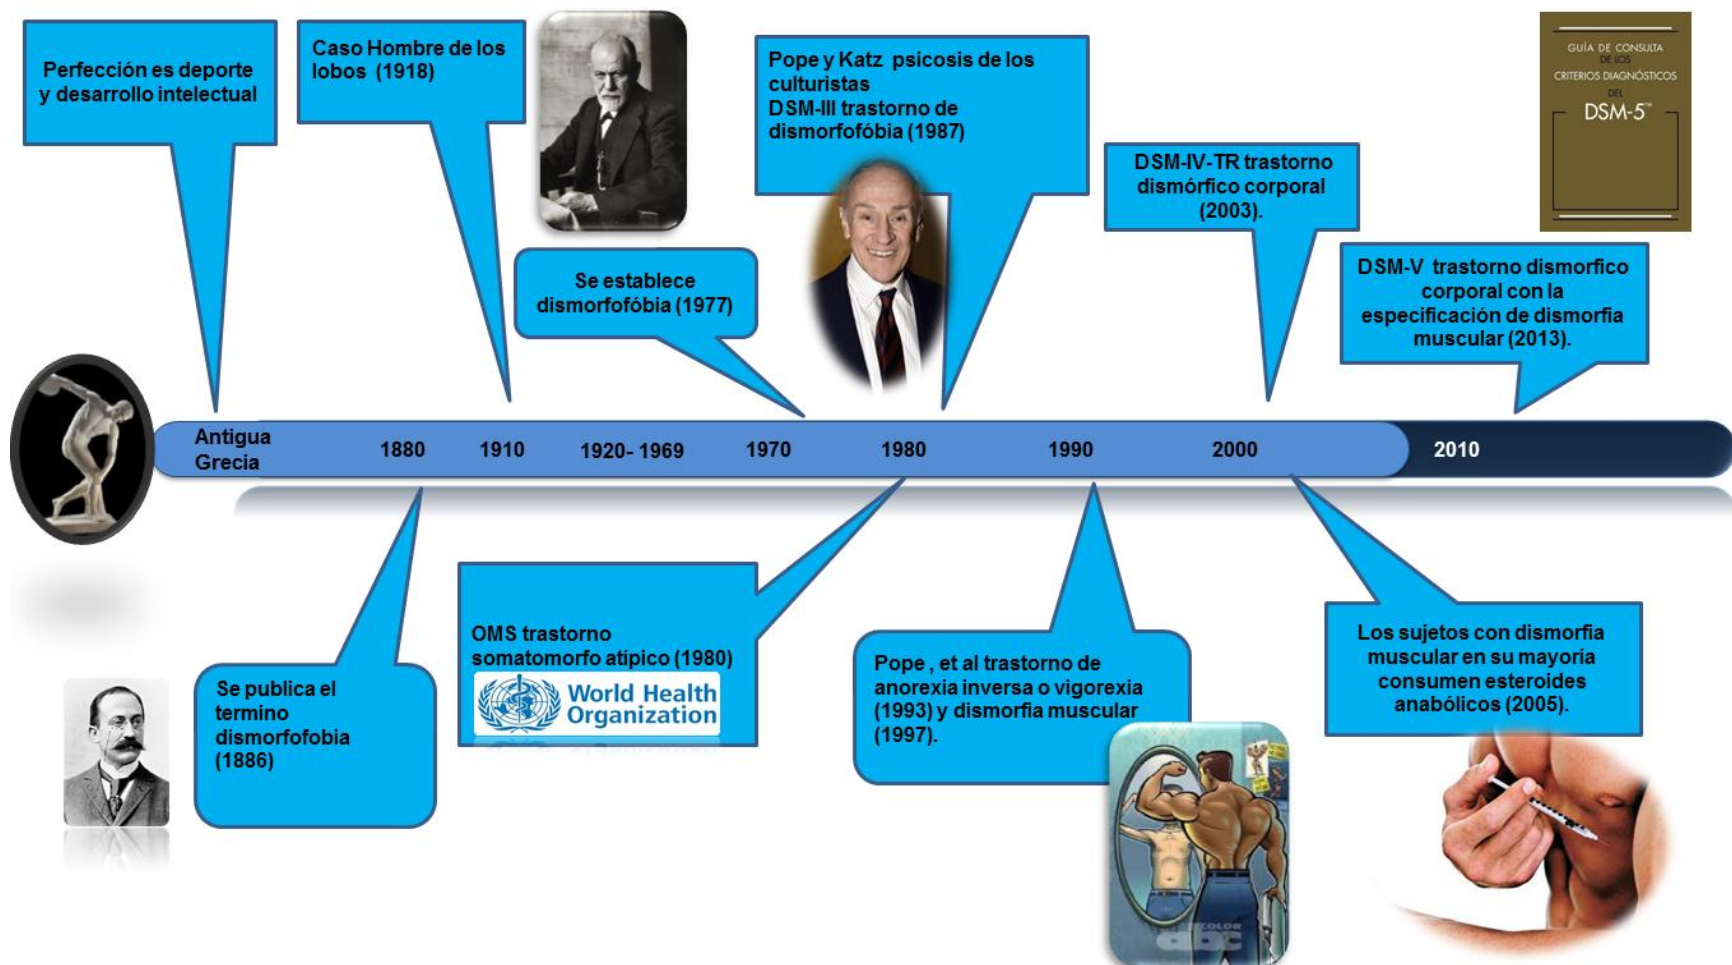 Perfección es deporte
y desarrollo intelectual
Caso Hombre de los
lobos (1918)
Se establece
dismorfofóbia (1977)
Pope y Katz psicosis de los
culturistas
DSM-III trastorno de
dismorfofóbia (1987)
DSM-IV-TR trastorno
dismórfico corporal
(2003).
GUÍA DE CONSULTA
DE LOS
CRITERIOS DIAGNÓSTICOS
DEL
DSM-5™
DSM-V trastorno dismorfico
corporal con la
especificación de dismorfia
muscular (2013).
Antigua
Grecia
1880
1910
1920- 1969
1970
1980
1990
2000
2010
Se publica el
termino
dismorfofobia
(1886)
OMS trastorno
somatomorfo atípico (1980)
World Health
Organization
Pope , et al trastorno de
anorexia inversa o vigorexia
(1993) y dismorfia muscular
(1997).
COLOR
abc
Los sujetos con dismorfia
muscular en su mayoría
consumen esteroides
anabólicos (2005).